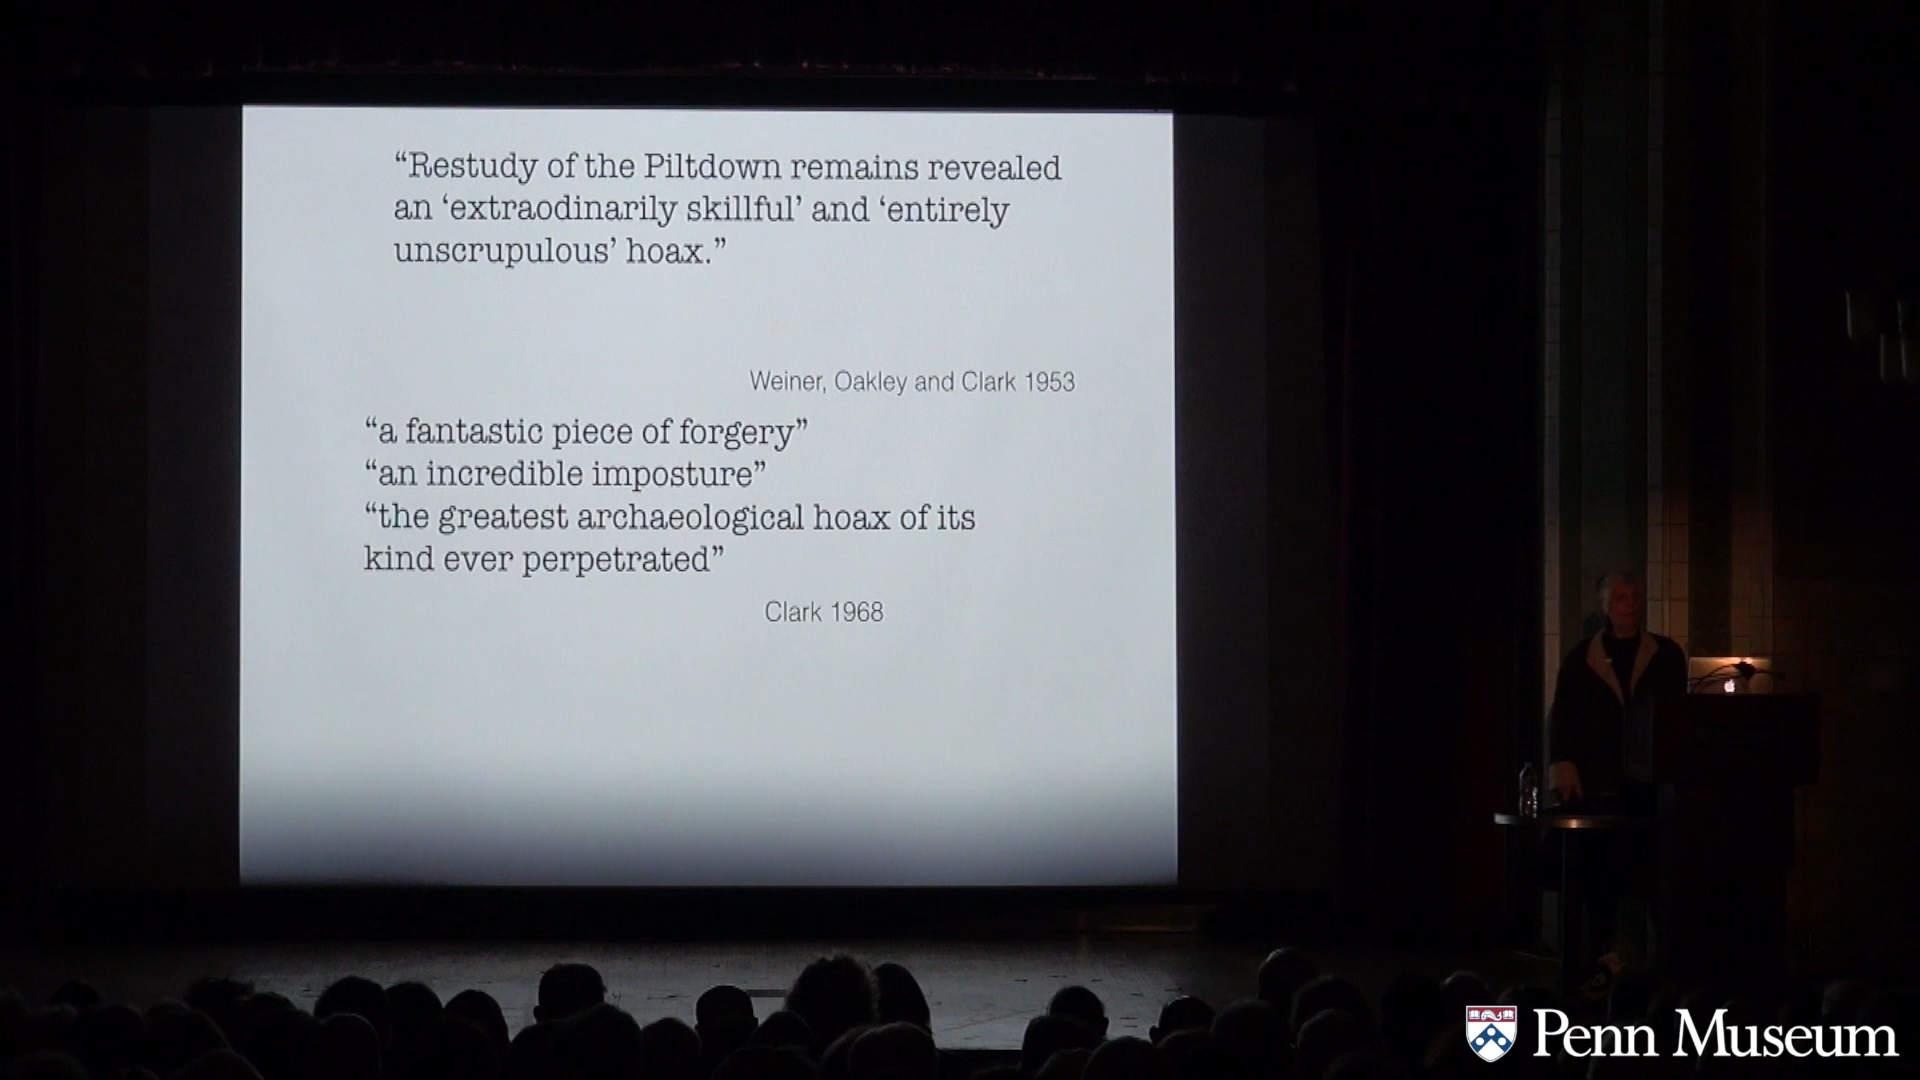 “Restudy of the Piltdown remains revealed
an ‘extraodinarily skillful’ and ‘entirely
unscrupulous’ hoax.”
Weiner, Oakley and Clark 1953
“a fantastic piece of forgery”
“an incredible imposture”
“the greatest archaeological hoax of its
kind ever perpetrated”
Clark 1968
Penn Museum